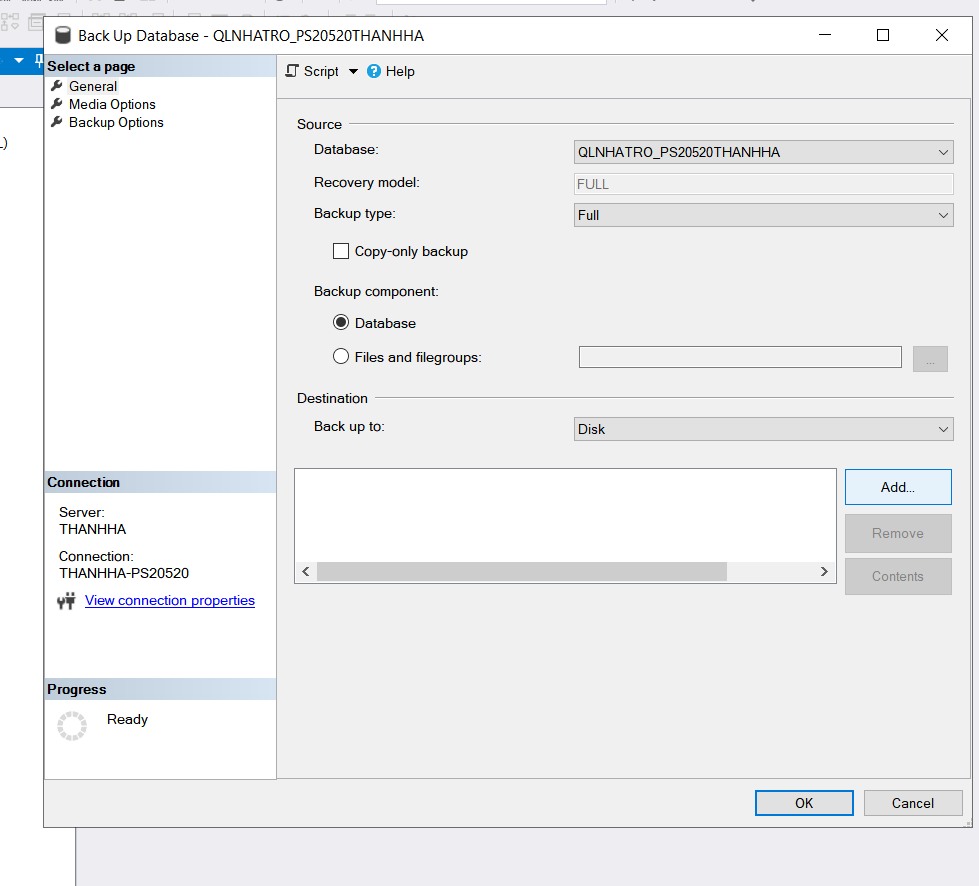 Back Up Database - QLNHATRO_PS20520THANHHA
Select a page
General
Media Options
Backup Options
Script
Help
Source
Database:
QLNHATRO_PS20520THANHHA
Recovery model:
FULL
Backup type:
Full
Copy-only backup
Backup component:
Database
Files and filegroups:
...
Destination
Back up to:
Disk
Add...
Remove
Contents
Connection
Server:
THANHHA
Connection:
THANHHA-PS20520
View connection properties
Progress
Ready
OK
Cancel